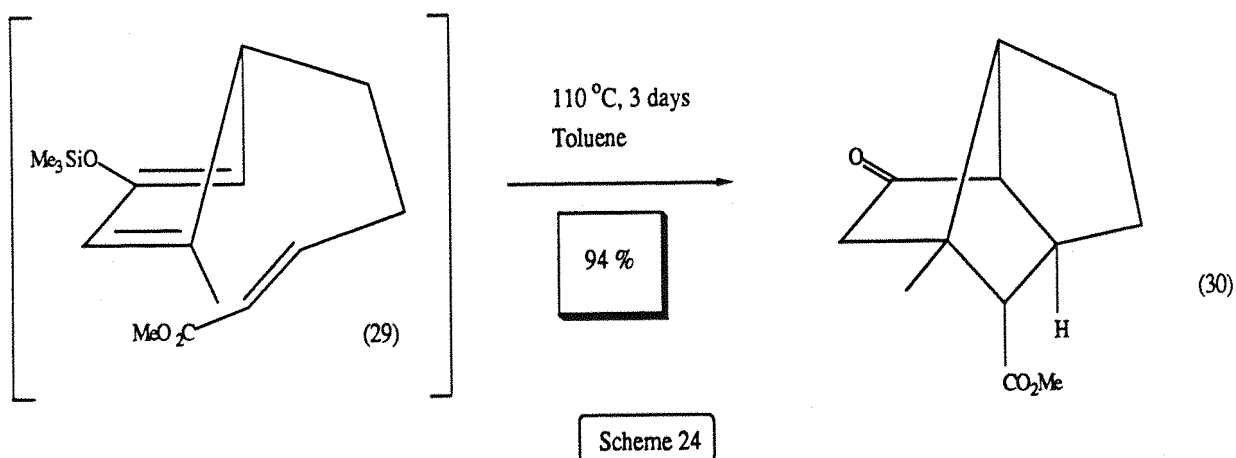 Me3SiO
MeO2C
(29)
110 °C, 3 days
Toluene
94 %
O
H
CO2Me
(30)
Scheme 24